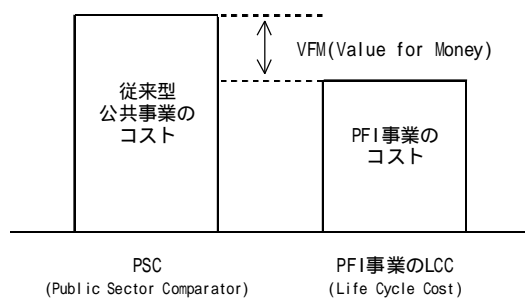 VFM(Value for Money)
従来型
公共事業の
コスト
PFI事業の
コスト
PSC
(Public Sector Comparator)
PFI事業のLCC
(Life Cycle Cost)